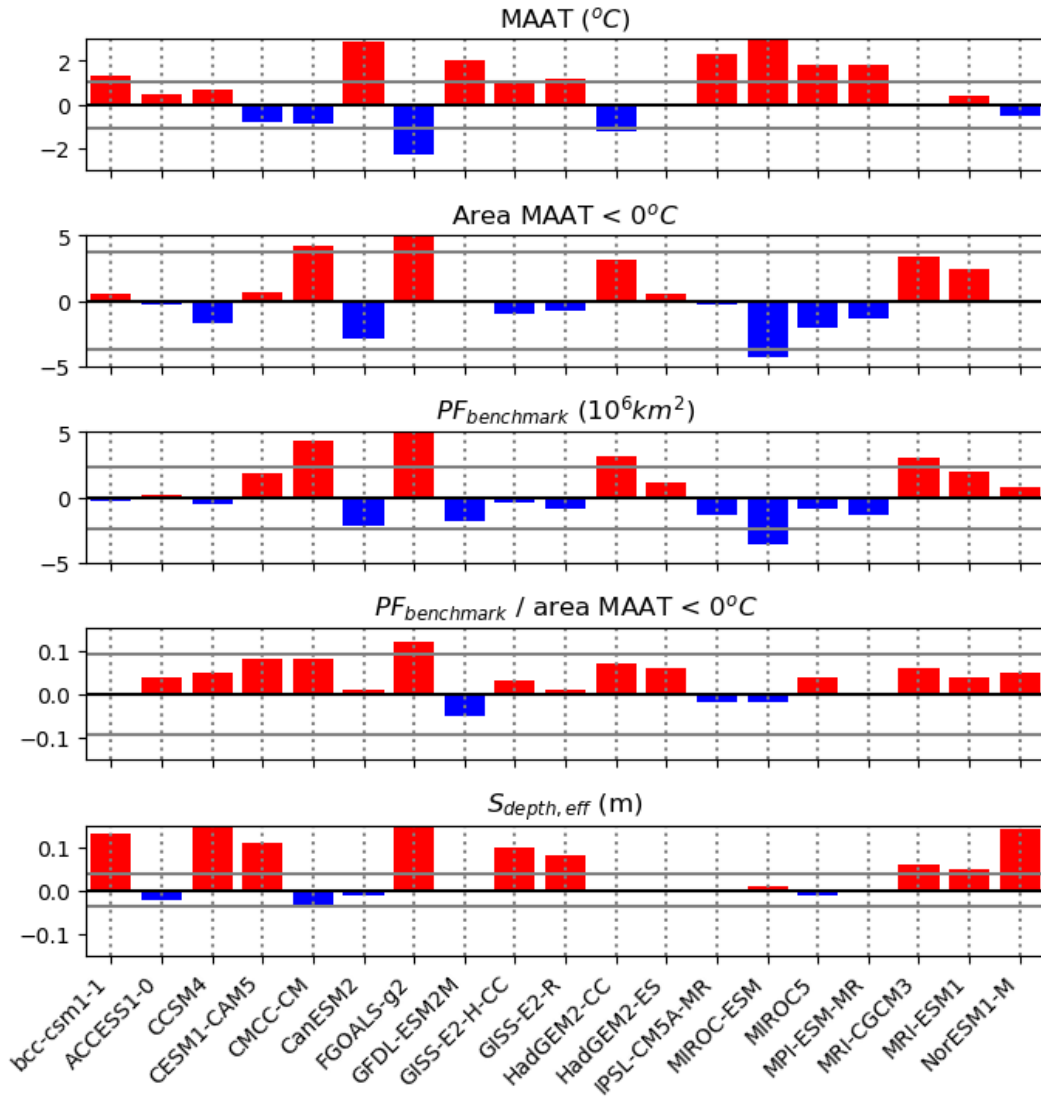 MAAT (°C)
2
0
−2
Area MAAT < 0°C
5
0
−5
PF_benchmark (10⁶km²)
5
0
−5
PF_benchmark / area MAAT < 0°C
0.1
0.0
−0.1
S_depth,eff (m)
0.1
0.0
−0.1
bcc-csm1-1
ACCESS1-0
CCSM4
CESM1-CAM5
CMCC-CM
CanESM2
FGOALS-g2
GFDL-ESM2M
GISS-E2-H-CC
GISS-E2-R
HadGEM2-CC
HadGEM2-ES
IPSL-CM5A-MR
MIROC-ESM
MIROC5
MPI-ESM-MR
MRI-CGCM3
MRI-ESM1
NorESM1-M